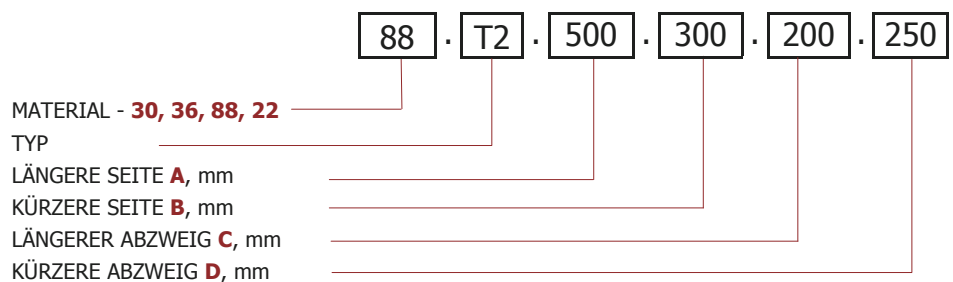 88 . T2 . 500 . 300 . 200 . 250
MATERIAL - 30, 36, 88, 22
TYP
LÄNGERE SEITE A, mm
KÜRZERE SEITE B, mm
LÄNGERER ABZWEIG C, mm
KÜRZERE ABZWEIG D, mm